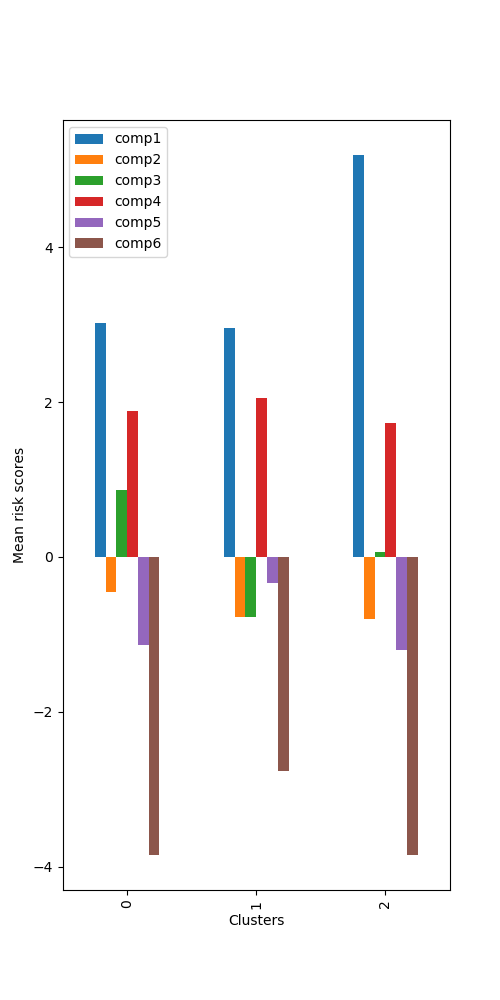 comp1
comp2
comp3
comp4
comp5
comp6
4
2
0
−2
−4
Mean risk scores
0
1
2
Clusters